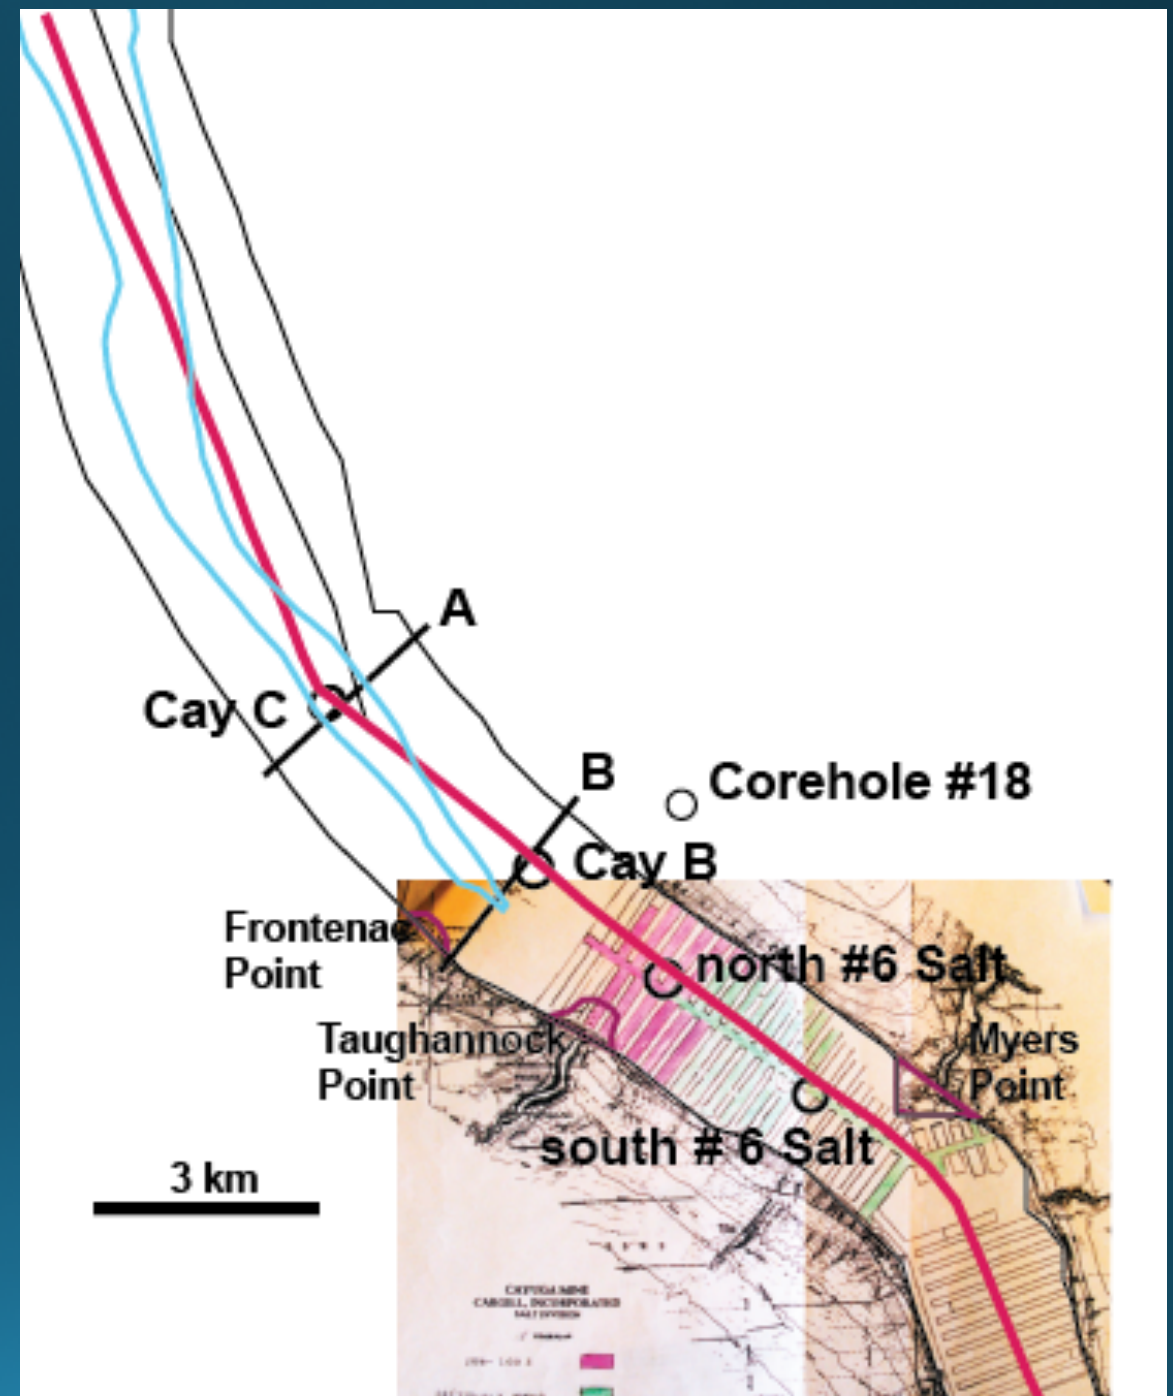 A
Cay C
B
Corehole #18
Cay B
Frontenac
Point
north #6 Salt
Taughannock
Point
Myers
Point
south # 6 Salt
3 km
CAYUGA MINE
CARGILL, INCORPORATED
SALT DIVISION